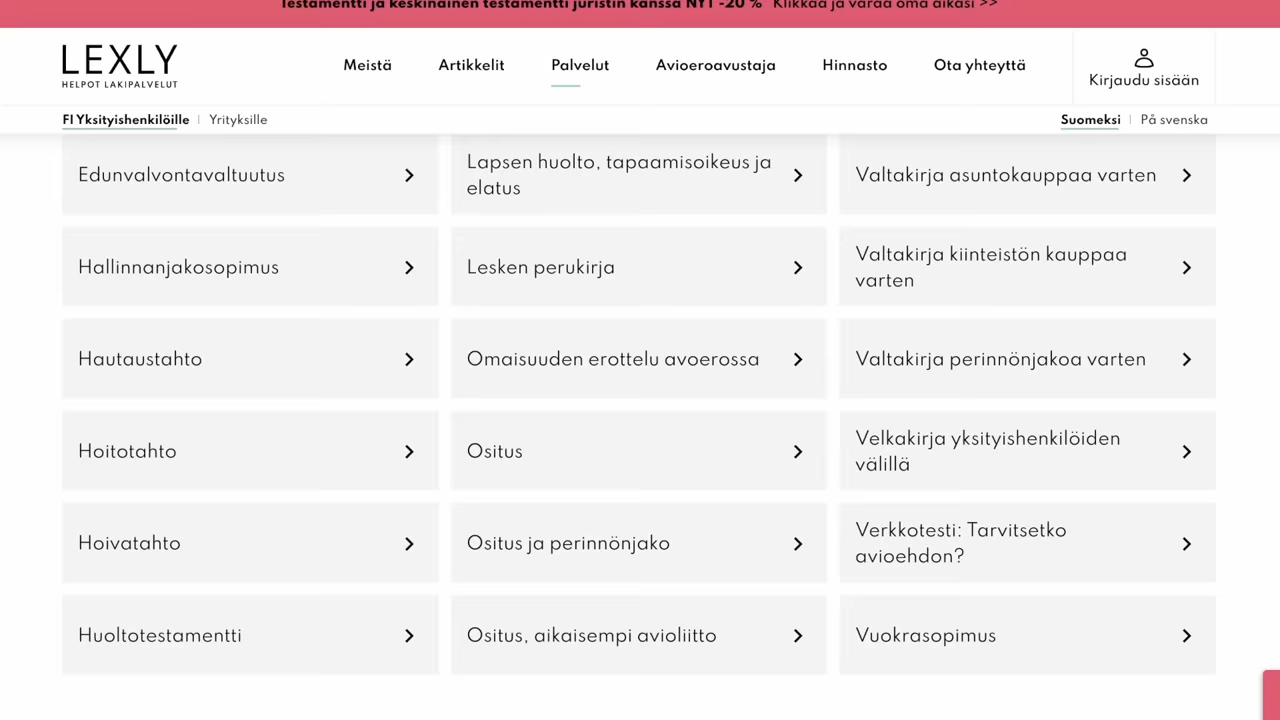 Testamentti ja keskinäinen testamentti juristin kanssa NYT -20 % Klikkaa ja varaa oma aikasi >>
LEXLY
HELPOT LAKIPALVELUT
Meistä
Artikkelit
Palvelut
Avioeroavustaja
Hinnasto
Ota yhteyttä
Kirjaudu sisään
FI Yksityishenkilöille
Yrityksille
Suomeksi
På svenska
Edunvalvontavaltuutus
Lapsen huolto, tapaamisoikeus ja
elatus
Valtakirja asuntokauppaa varten
Hallinnanjakosopimus
Lesken perukirja
Valtakirja kiinteistön kauppaa
varten
Hautaustahto
Omaisuuden erottelu avoerossa
Valtakirja perinnönjakoa varten
Hoitotahto
Ositus
Velkakirja yksityishenkilöiden
välillä
Hoivatahto
Ositus ja perinnönjako
Verkkotesti: Tarvitsetko
avioehdon?
Huoltotestamentti
Ositus, aikaisempi avioliitto
Vuokrasopimus